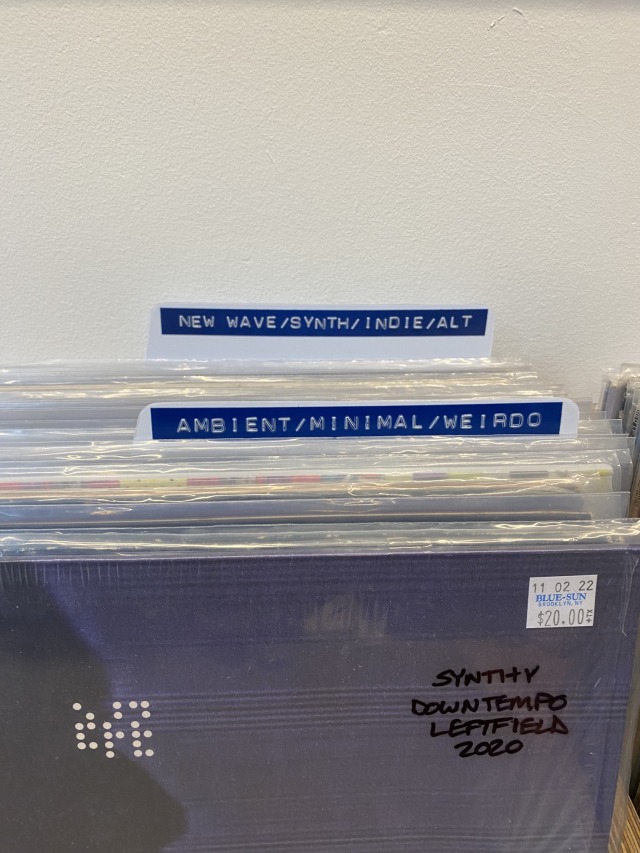 NEW WAVE/SYNTH/INDIE/ALT
AMBIENT/MINIMAL/WEIRDO
11 02 22
BLUE-SUN
BROOKLYN, NY
$20.00+TX
SYNTHY
DOWNTEMPO
LEFTFIELD
2020